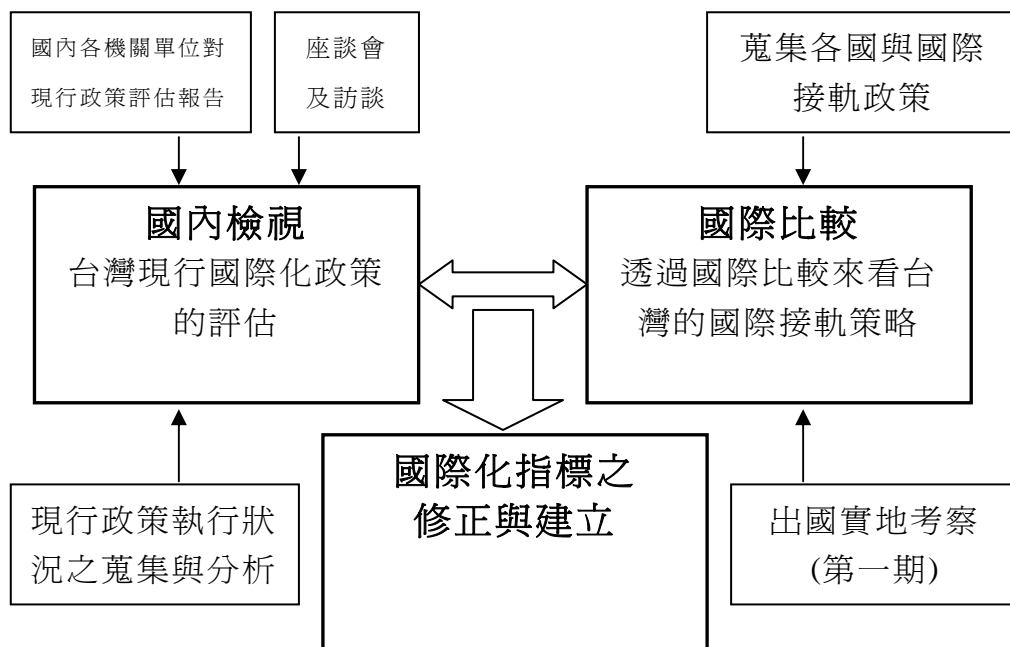 國內各機關單位對
現行政策評估報告
座談會
及訪談
蒐集各國與國際
接軌政策
國內檢視
台灣現行國際化政策
的評估
國際比較
透過國際比較來看台
灣的國際接軌策略
國際化指標之
修正與建立
現行政策執行狀
況之蒐集與分析
出國實地考察
(第一期)